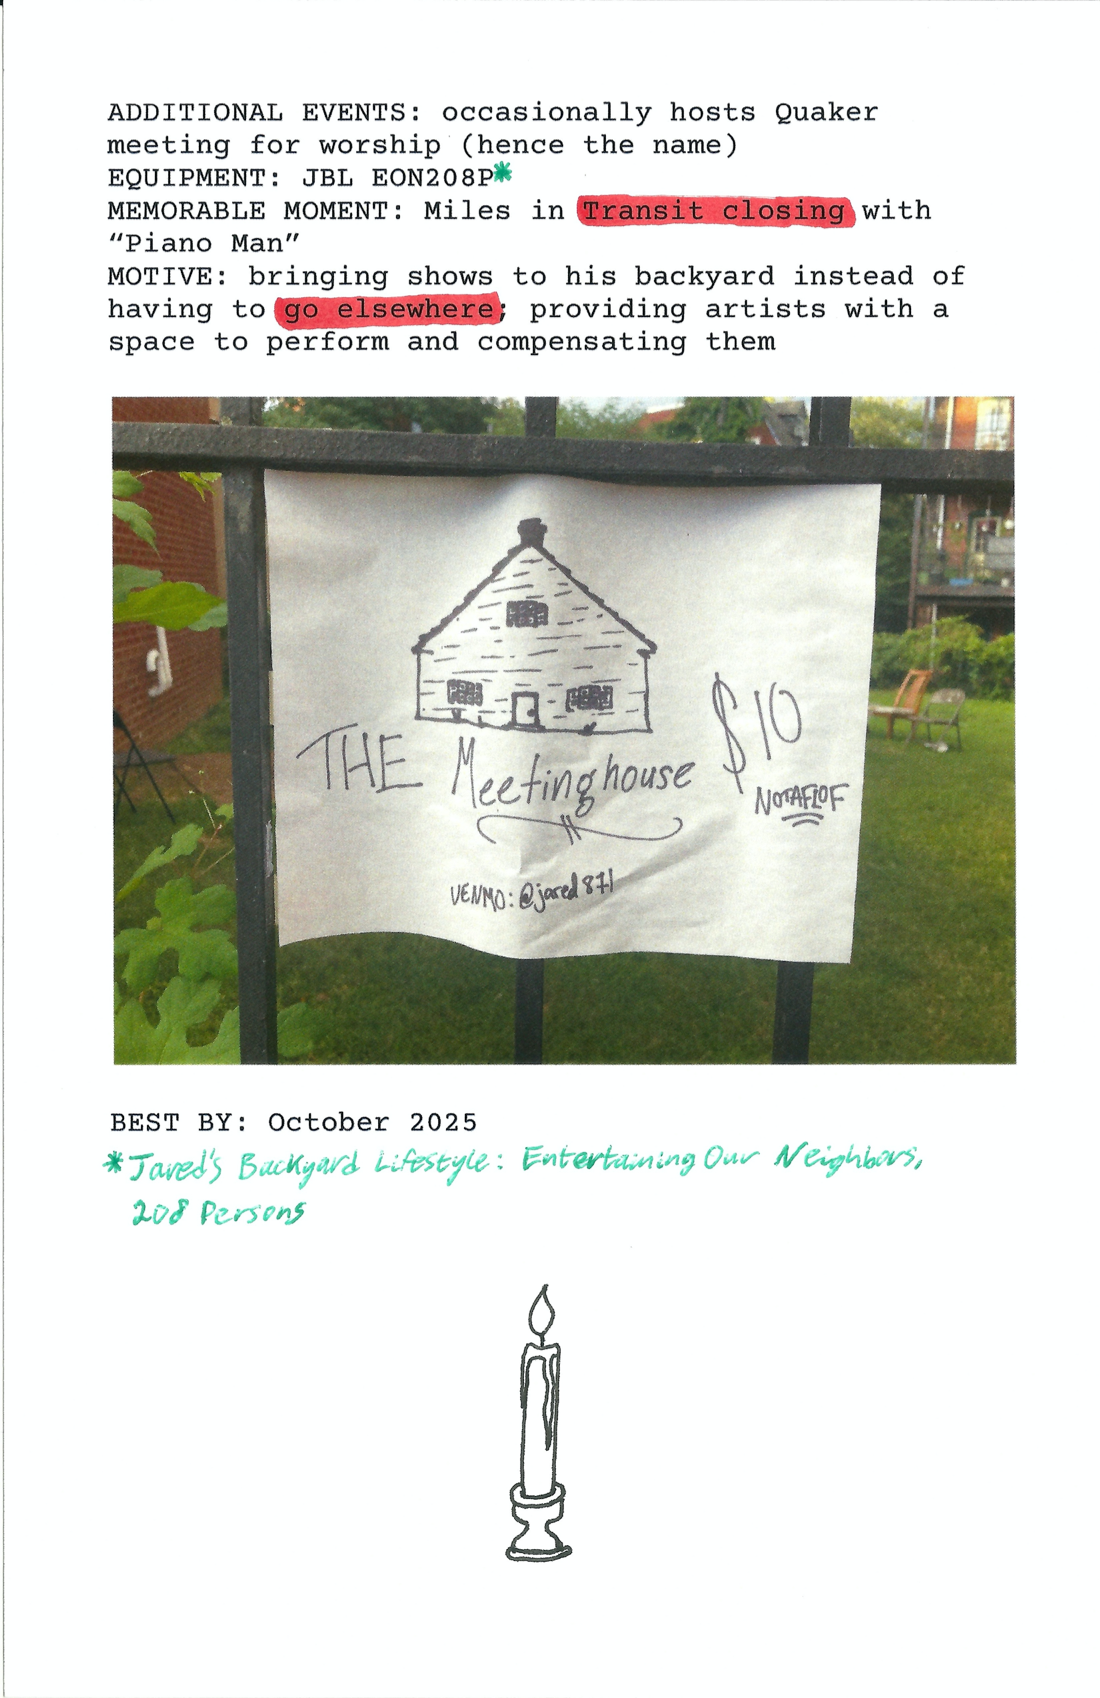 ADDITIONAL EVENTS: occasionally hosts Quaker
meeting for worship (hence the name)
EQUIPMENT: JBL EON208P*
MEMORABLE MOMENT: Miles in Transit closing with
“Piano Man”
MOTIVE: bringing shows to his backyard instead of
having to go elsewhere; providing artists with a
space to perform and compensating them
THE Meetinghouse
$10
NOTAFLOF
VENMO: @jared871
BEST BY: October 2025
*Jared's Backyard Lifestyle: Entertaining Our Neighbors,
208 Persons